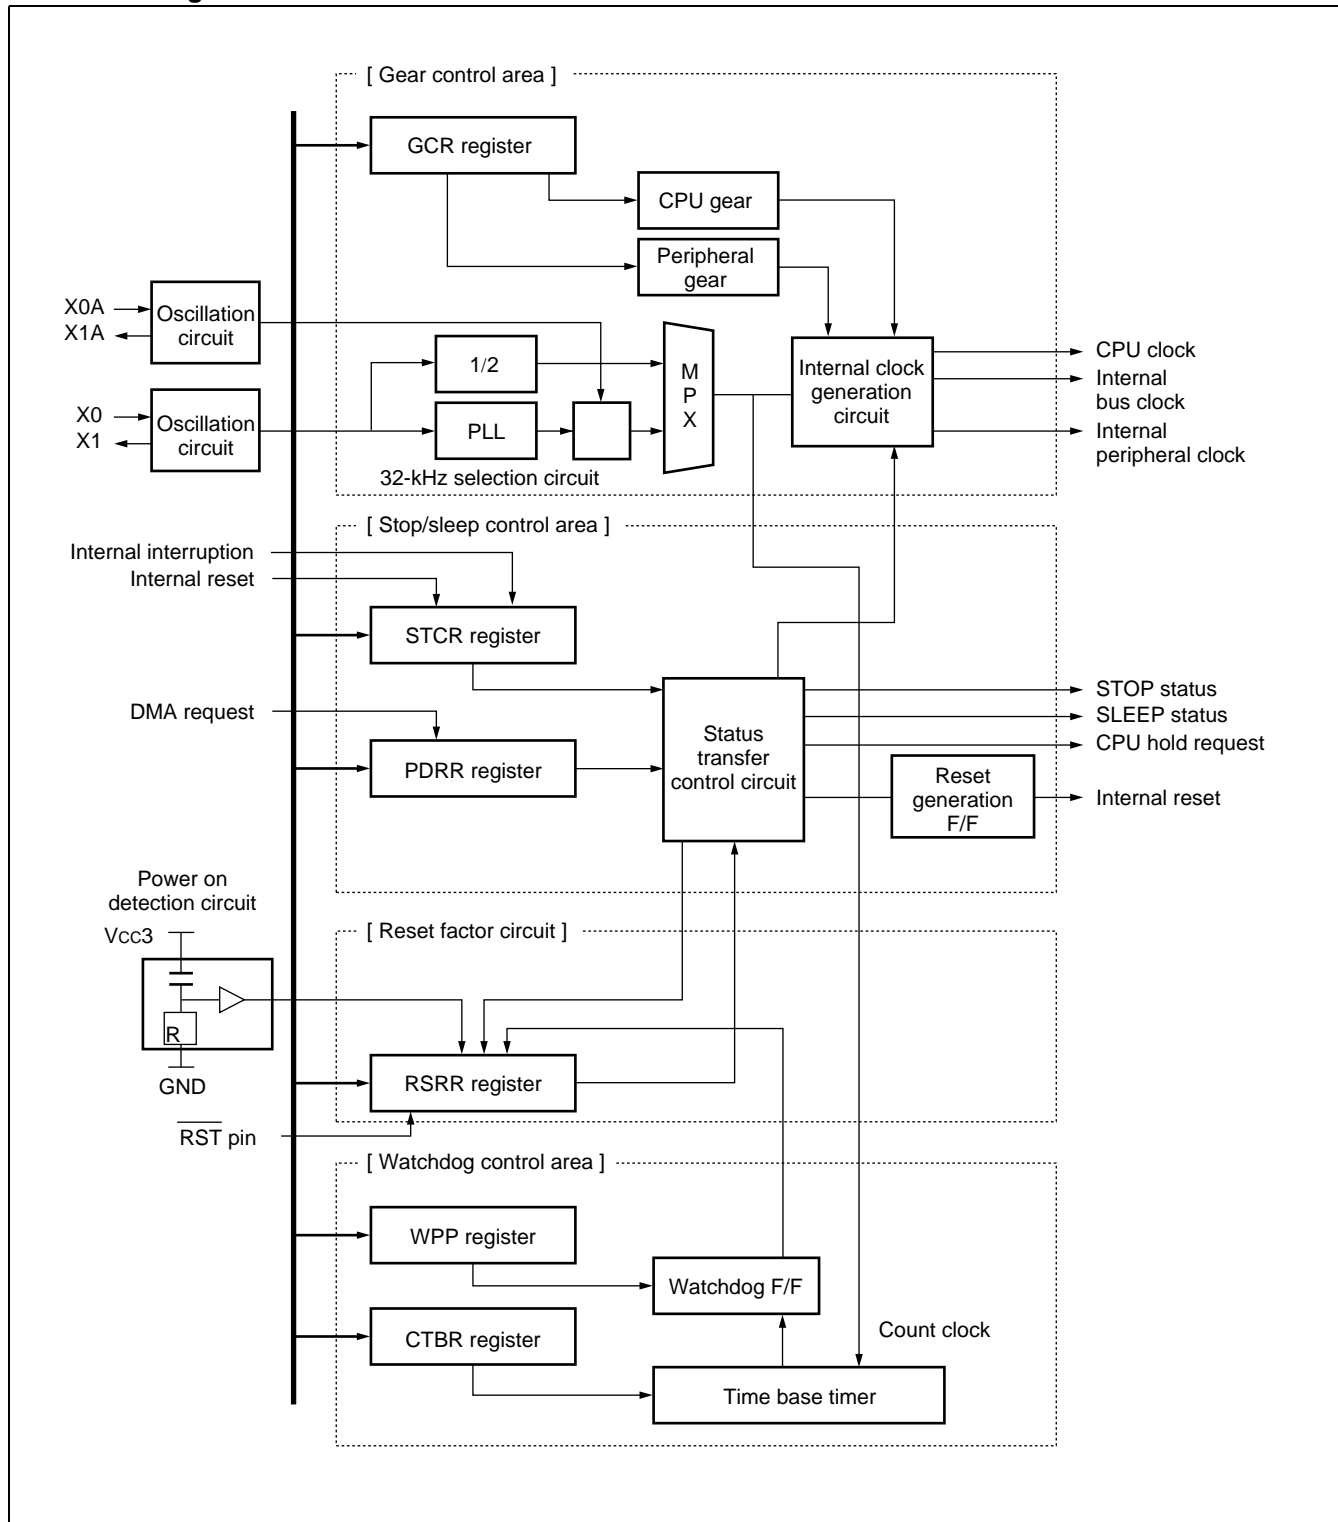 [ Gear control area ]
GCR register
CPU gear
Peripheral
gear
X0A
X1A
Oscillation
circuit
1/2
M
P
X
Internal clock
generation
circuit
CPU clock
Internal
bus clock
Internal
peripheral clock
X0
X1
Oscillation
circuit
PLL
32-kHz selection circuit
[ Stop/sleep control area ]
Internal interruption
Internal reset
STCR register
DMA request
PDRR register
Status
transfer
control circuit
STOP status
SLEEP status
CPU hold request
Reset
generation
F/F
Internal reset
Power on
detection circuit
VCC3
R
GND
[ Reset factor circuit ]
RSRR register
RST pin
[ Watchdog control area ]
WPP register
Watchdog F/F
CTBR register
Count clock
Time base timer